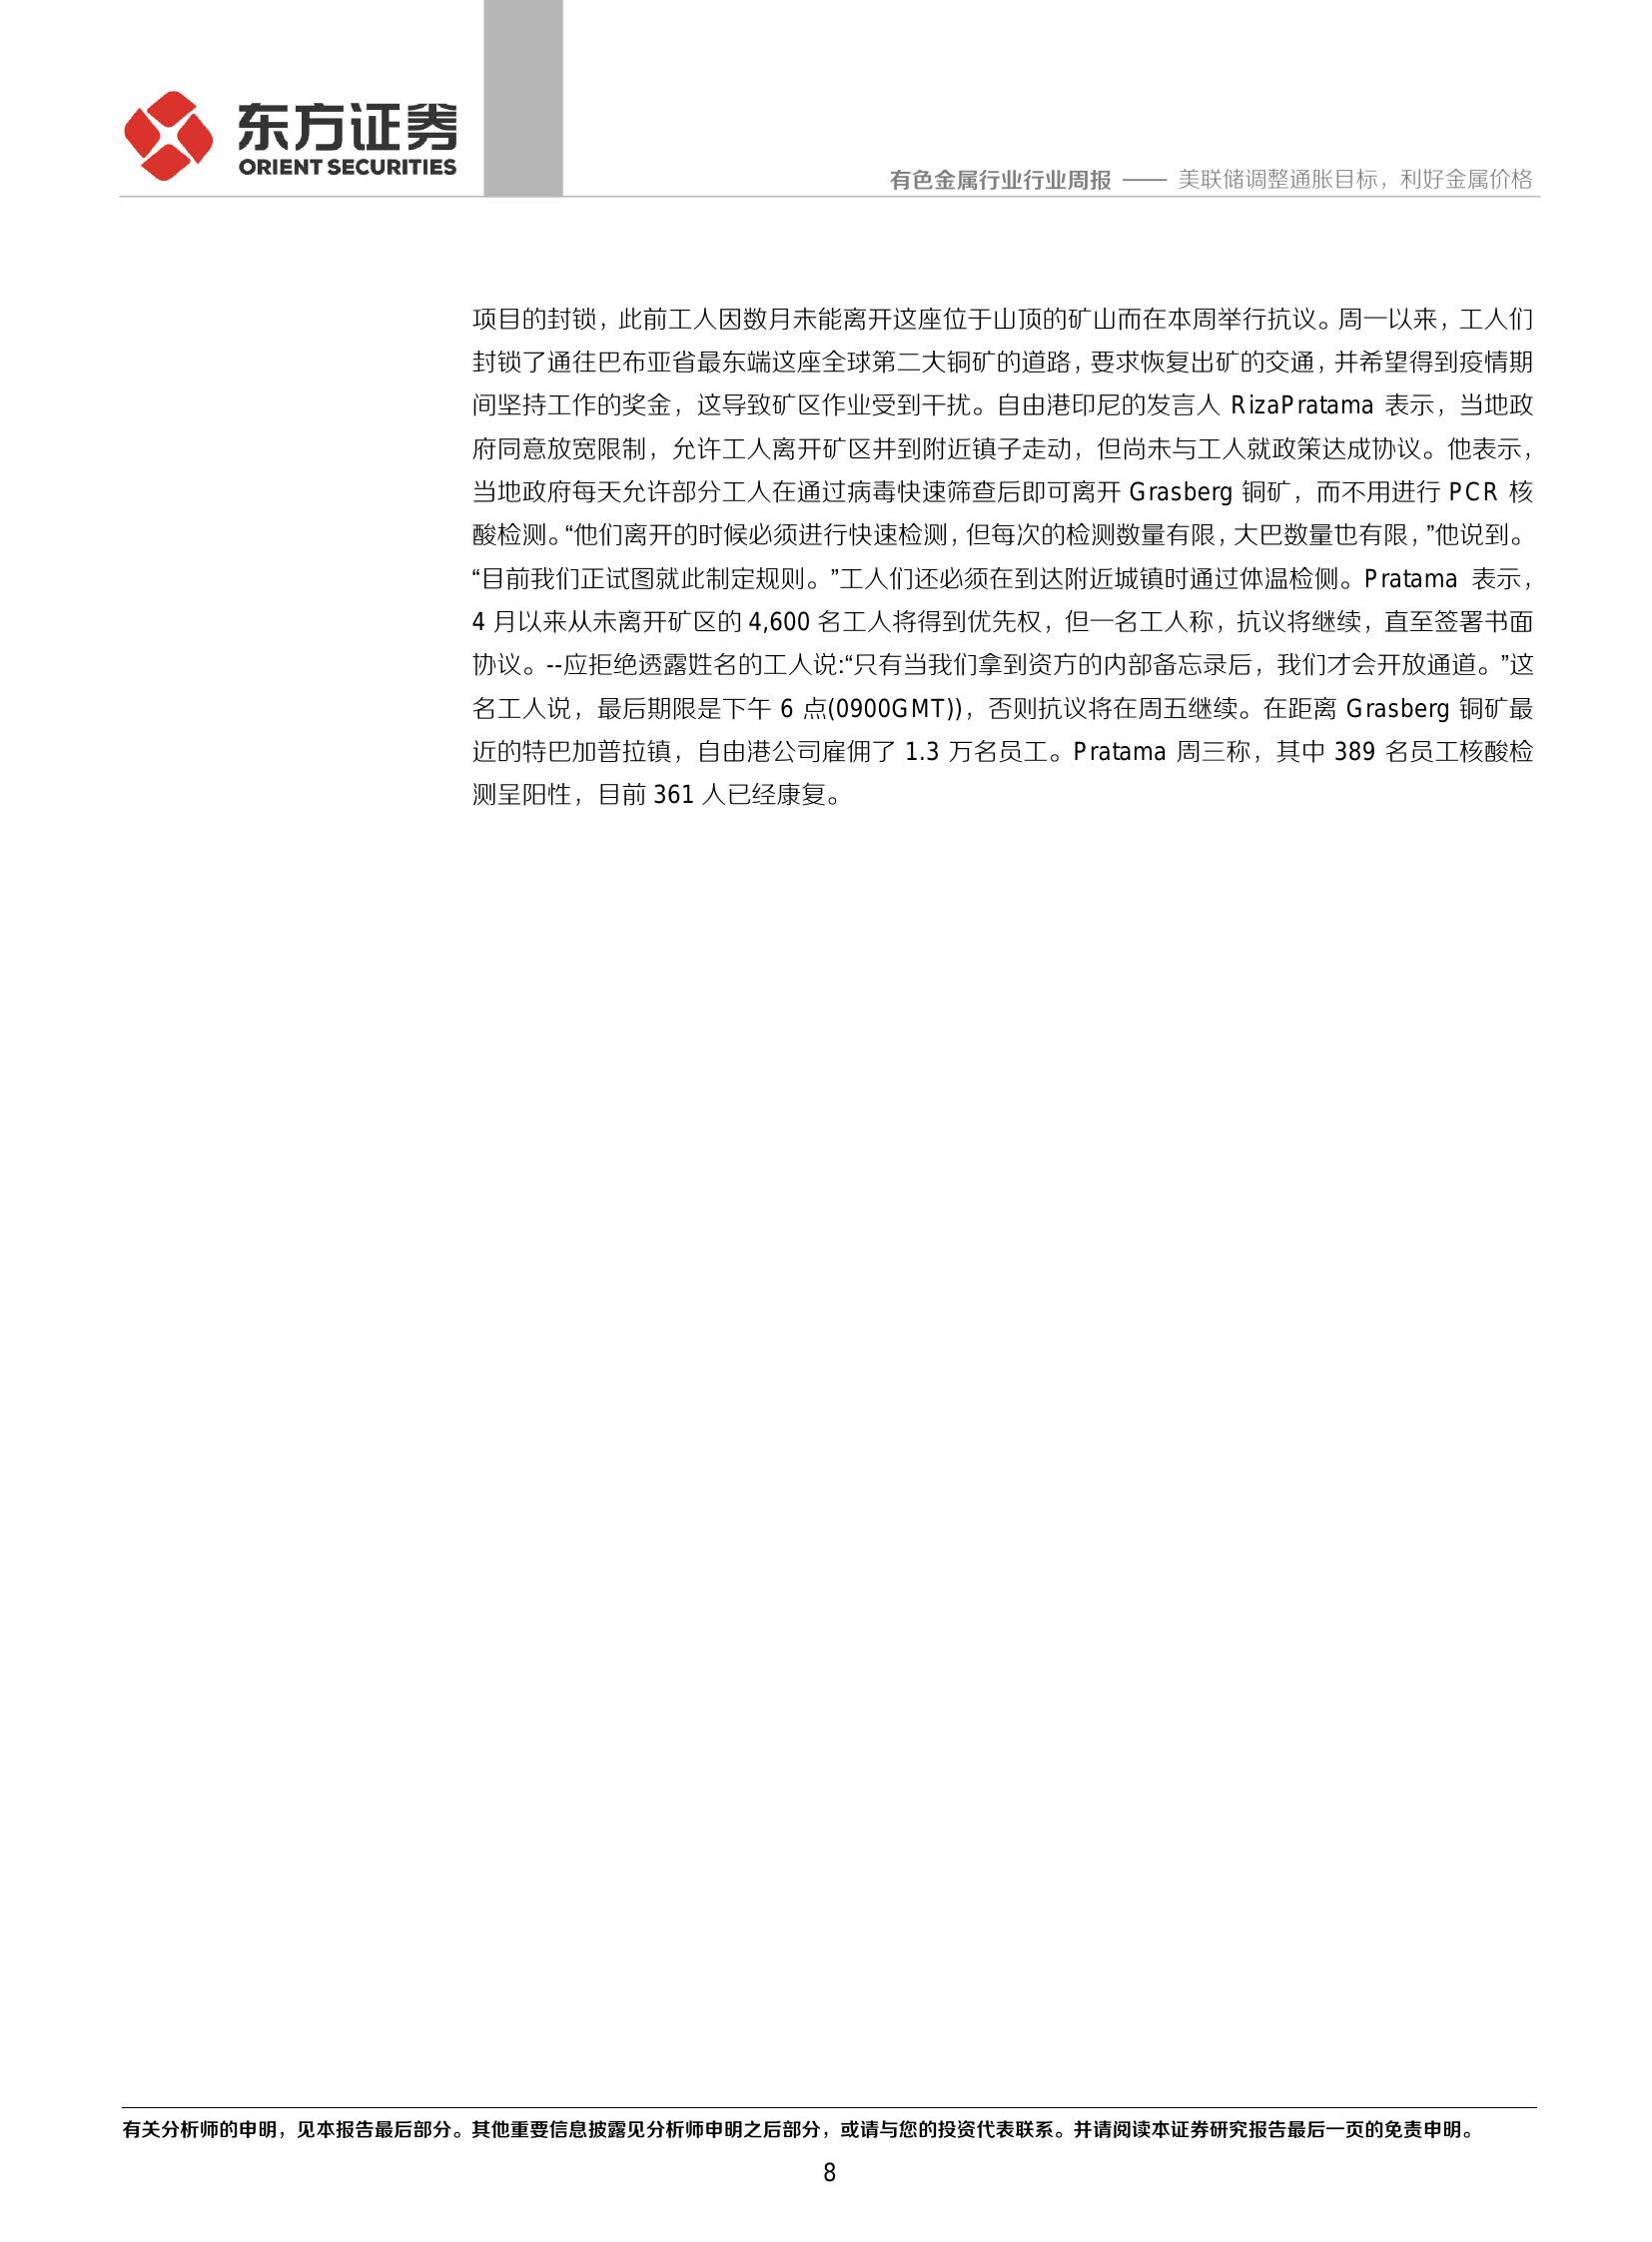 东方证券
ORIENT SECURITIES
有色金属行业行业周报 —— 美联储调整通胀目标，利好金属价格
项目的封锁，此前工人因数月未能离开这座位于山顶的矿山而在本周举行抗议。周一以来，工人们
封锁了通往巴布亚省最东端这座全球第二大铜矿的道路，要求恢复出矿的交通，并希望得到疫情期
间坚持工作的奖金，这导致矿区作业受到干扰。自由港印尼的发言人 RizaPratama 表示，当地政
府同意放宽限制，允许工人离开矿区并到附近镇子走动，但尚未与工人就政策达成协议。他表示，
当地政府每天允许部分工人在通过病毒快速筛查后即可离开 Grasberg 铜矿，而不用进行 PCR 核
酸检测。“他们离开的时候必须进行快速检测，但每次的检测数量有限，大巴数量也有限，”他说到。
“目前我们正试图就此制定规则。”工人们还必须在到达附近城镇时通过体温检侧。Pratama 表示，
4 月以来从未离开矿区的 4,600 名工人将得到优先权，但一名工人称，抗议将继续，直至签署书面
协议。--应拒绝透露姓名的工人说:“只有当我们拿到资方的内部备忘录后，我们才会开放通道。”这
名工人说，最后期限是下午 6 点(0900GMT))，否则抗议将在周五继续。在距离 Grasberg 铜矿最
近的特巴加普拉镇，自由港公司雇佣了 1.3 万名员工。Pratama 周三称，其中 389 名员工核酸检
测呈阳性，目前 361 人已经康复。
有关分析师的申明，见本报告最后部分。其他重要信息披露见分析师申明之后部分，或请与您的投资代表联系。并请阅读本证券研究报告最后一页的免责申明。
8